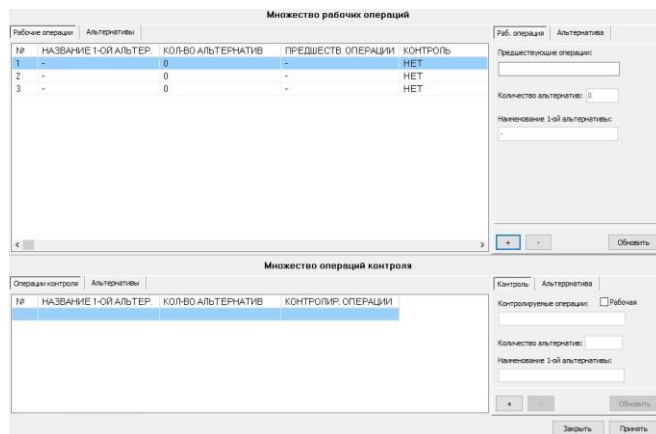 Множество рабочих операций
Рабочие операции Альтернативы
№ НАЗВАНИЕ 1-ОЙ АЛЬТЕР. КОЛ-ВО АЛЬТЕРНАТИВ ПРЕДШЕСТВ. ОПЕРАЦИИ КОНТРОЛЬ
1 - 0 - НЕТ
2 - 0 - НЕТ
3 - 0 - НЕТ
Раб. операция Альтернатива
Предшествующие операции:
Количество альтернатив: 0
Наименование 1-ой альтернативы:
-
+ - Обновить
Множество операций контроля
Операции контроля Альтернативы
№ НАЗВАНИЕ 1-ОЙ АЛЬТЕР. КОЛ-ВО АЛЬТЕРНАТИВ КОНТРОЛИР. ОПЕРАЦИИ
Контроль Альтернатива
Контролируемые операции: Рабочая
Количество альтернатив:
Наименование 1-ой альтернативы:
+ - Обновить
Закрыть Принять